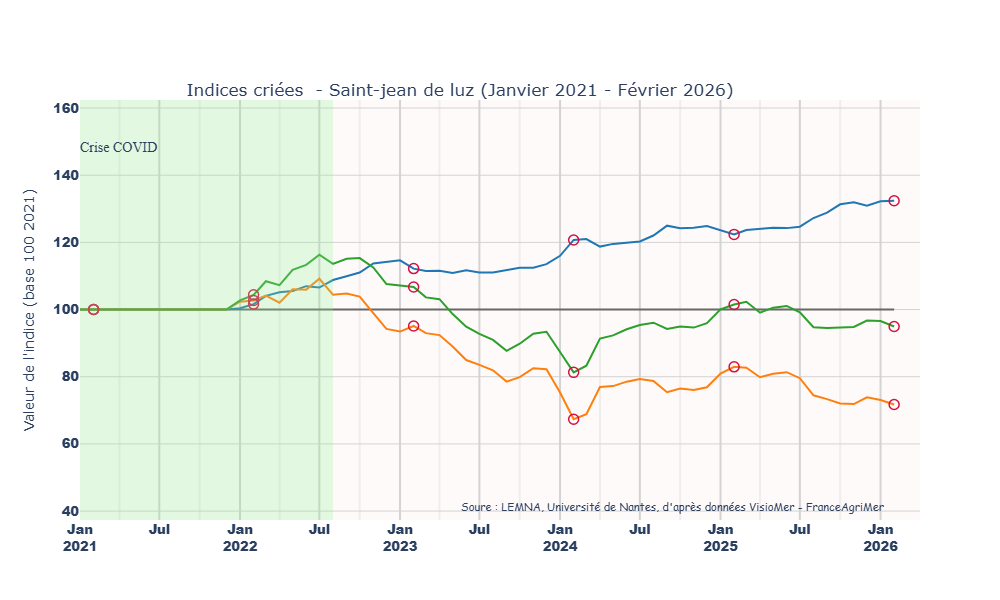 Indices criées  - Saint-jean de luz (Janvier 2021 - Février 2026)
Valeur de l'indice (base 100 2021)
160
140
120
100
80
60
40
Crise COVID
Soure : LEMNA, Université de Nantes, d'après données VisioMer - FranceAgriMer
Jan Jul Jan Jul Jan Jul Jan Jul Jan Jul Jan
2021 2022 2023 2024 2025 2026